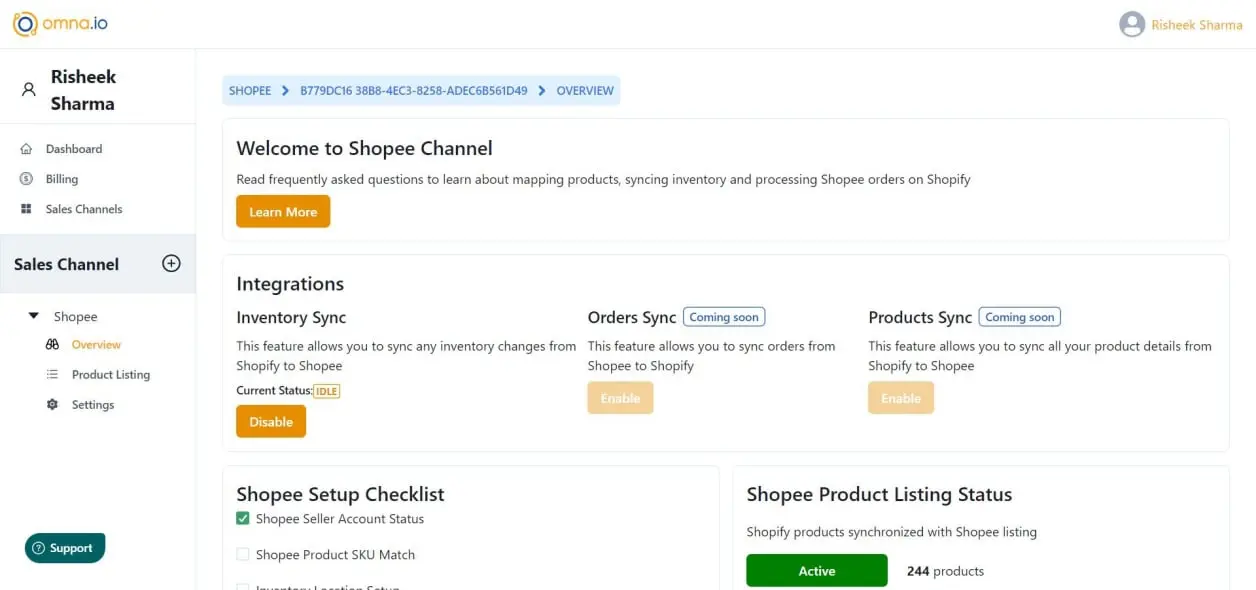 omna.io
Risheek Sharma
Risheek
Sharma
Dashboard
Billing
Sales Channels
Sales Channel
Shopee
Overview
Product Listing
Settings
Support
SHOPEE > B779DC16 38B8-4EC3-8258-ADEC6B561D49 > OVERVIEW
Welcome to Shopee Channel
Read frequently asked questions to learn about mapping products, syncing inventory and processing Shopee orders on Shopify
Learn More
Integrations
Inventory Sync
This feature allows you to sync any inventory changes from
Shopify to Shopee
Current Status:IDLE
Disable
Orders Sync Coming soon
This feature allows you to sync orders from
Shopee to Shopify
Enable
Products Sync Coming soon
This feature allows you to sync all your product details from
Shopify to Shopee
Enable
Shopee Setup Checklist
Shopee Seller Account Status
Shopee Product SKU Match
Inventory Location Setup
Shopee Product Listing Status
Shopify products synchronized with Shopee listing
Active
244 products